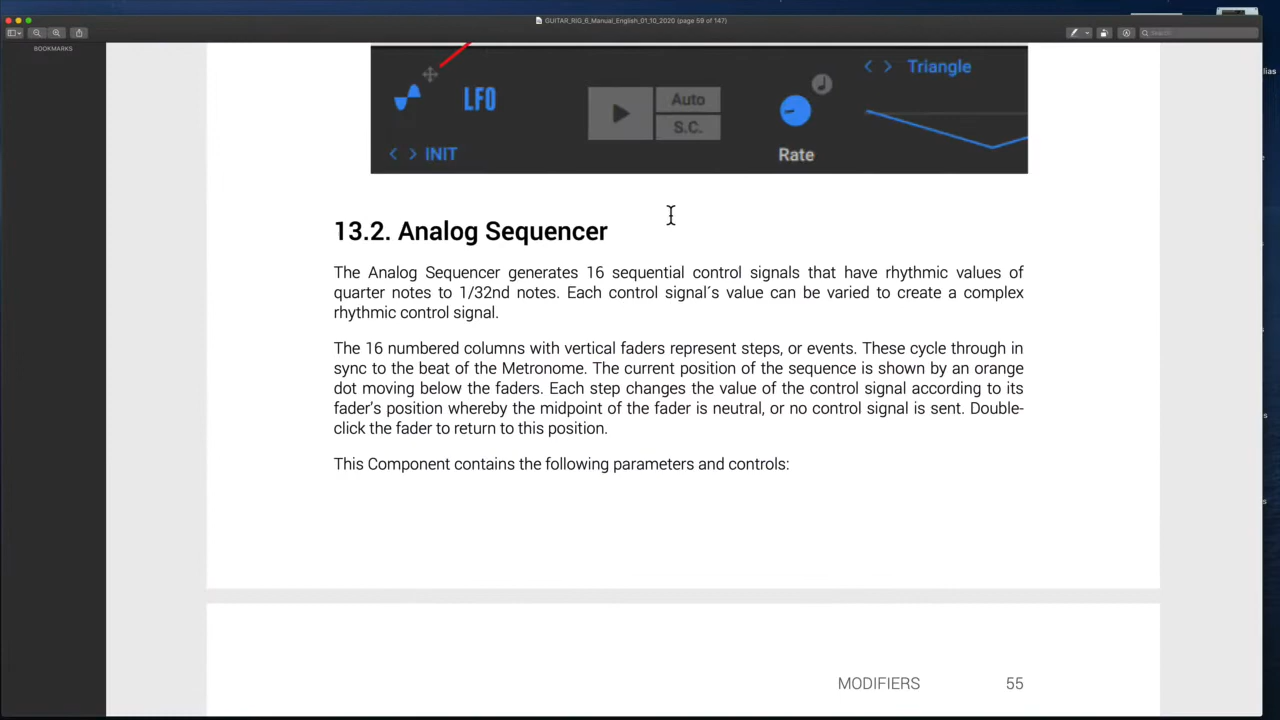 GUITAR_RIG_6_Manual_English_01_10_2020 (page 59 of 147)
Search
BOOKMARKS
LFO
Auto
S.C.
Triangle
Rate
INIT
13.2. Analog Sequencer
The Analog Sequencer generates 16 sequential control signals that have rhythmic values of
quarter notes to 1/32nd notes. Each control signal´s value can be varied to create a complex
rhythmic control signal.
The 16 numbered columns with vertical faders represent steps, or events. These cycle through in
sync to the beat of the Metronome. The current position of the sequence is shown by an orange
dot moving below the faders. Each step changes the value of the control signal according to its
fader's position whereby the midpoint of the fader is neutral, or no control signal is sent. Double-
click the fader to return to this position.
This Component contains the following parameters and controls:
MODIFIERS 55
lias